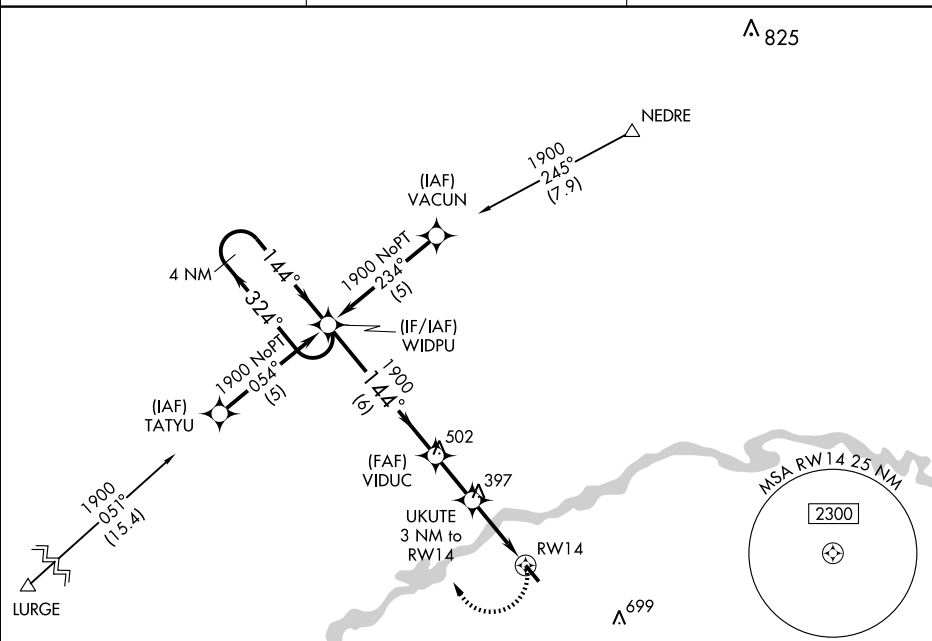 825
NEDRE
1900
245°
(7.9)
(IAF)
VACUN
1900 NoPT
234°
(5)
4 NM
144°
324°
(IF/IAF)
WIDPU
1900 NoPT
054°
(5)
(IAF)
TATYU
1900
144°
(6)
502
(FAF)
VIDUC
397
UKUTE
3 NM to
RW14
RW14
MSA RW14 25 NM
2300
1900
051°
(15.4)
LURGE
699